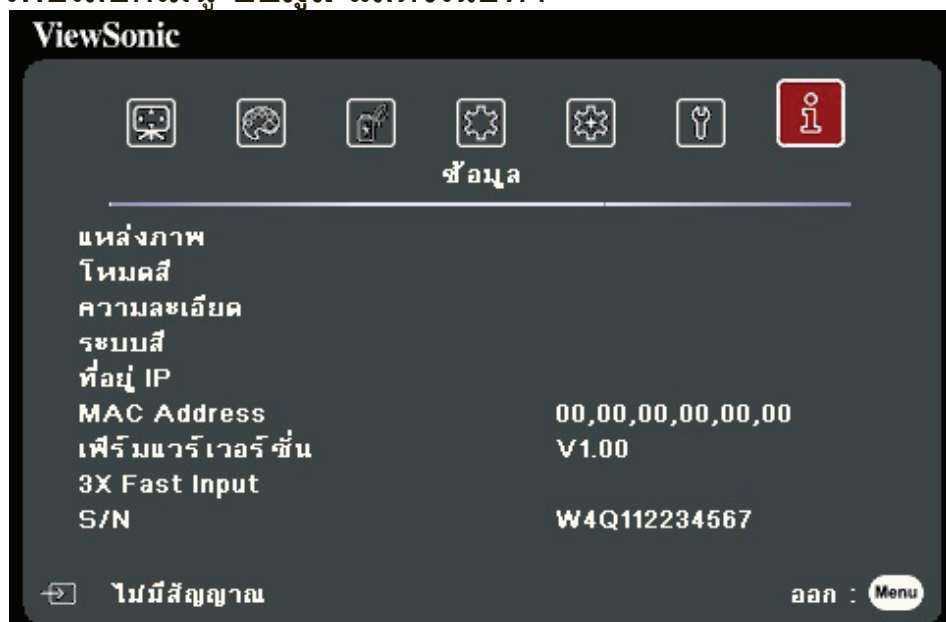 ViewSonic
ข้อมูล
แหล่งภาพ
โหมดสี
ความละเอียด
ระบบสี
ที่อยู่ IP
MAC Address 00,00,00,00,00,00
เฟิร์มแวร์เวอร์ชั่น V1.00
3X Fast Input
S/N W4Q112234567
ไม่มีสัญญาณ ออก : Menu